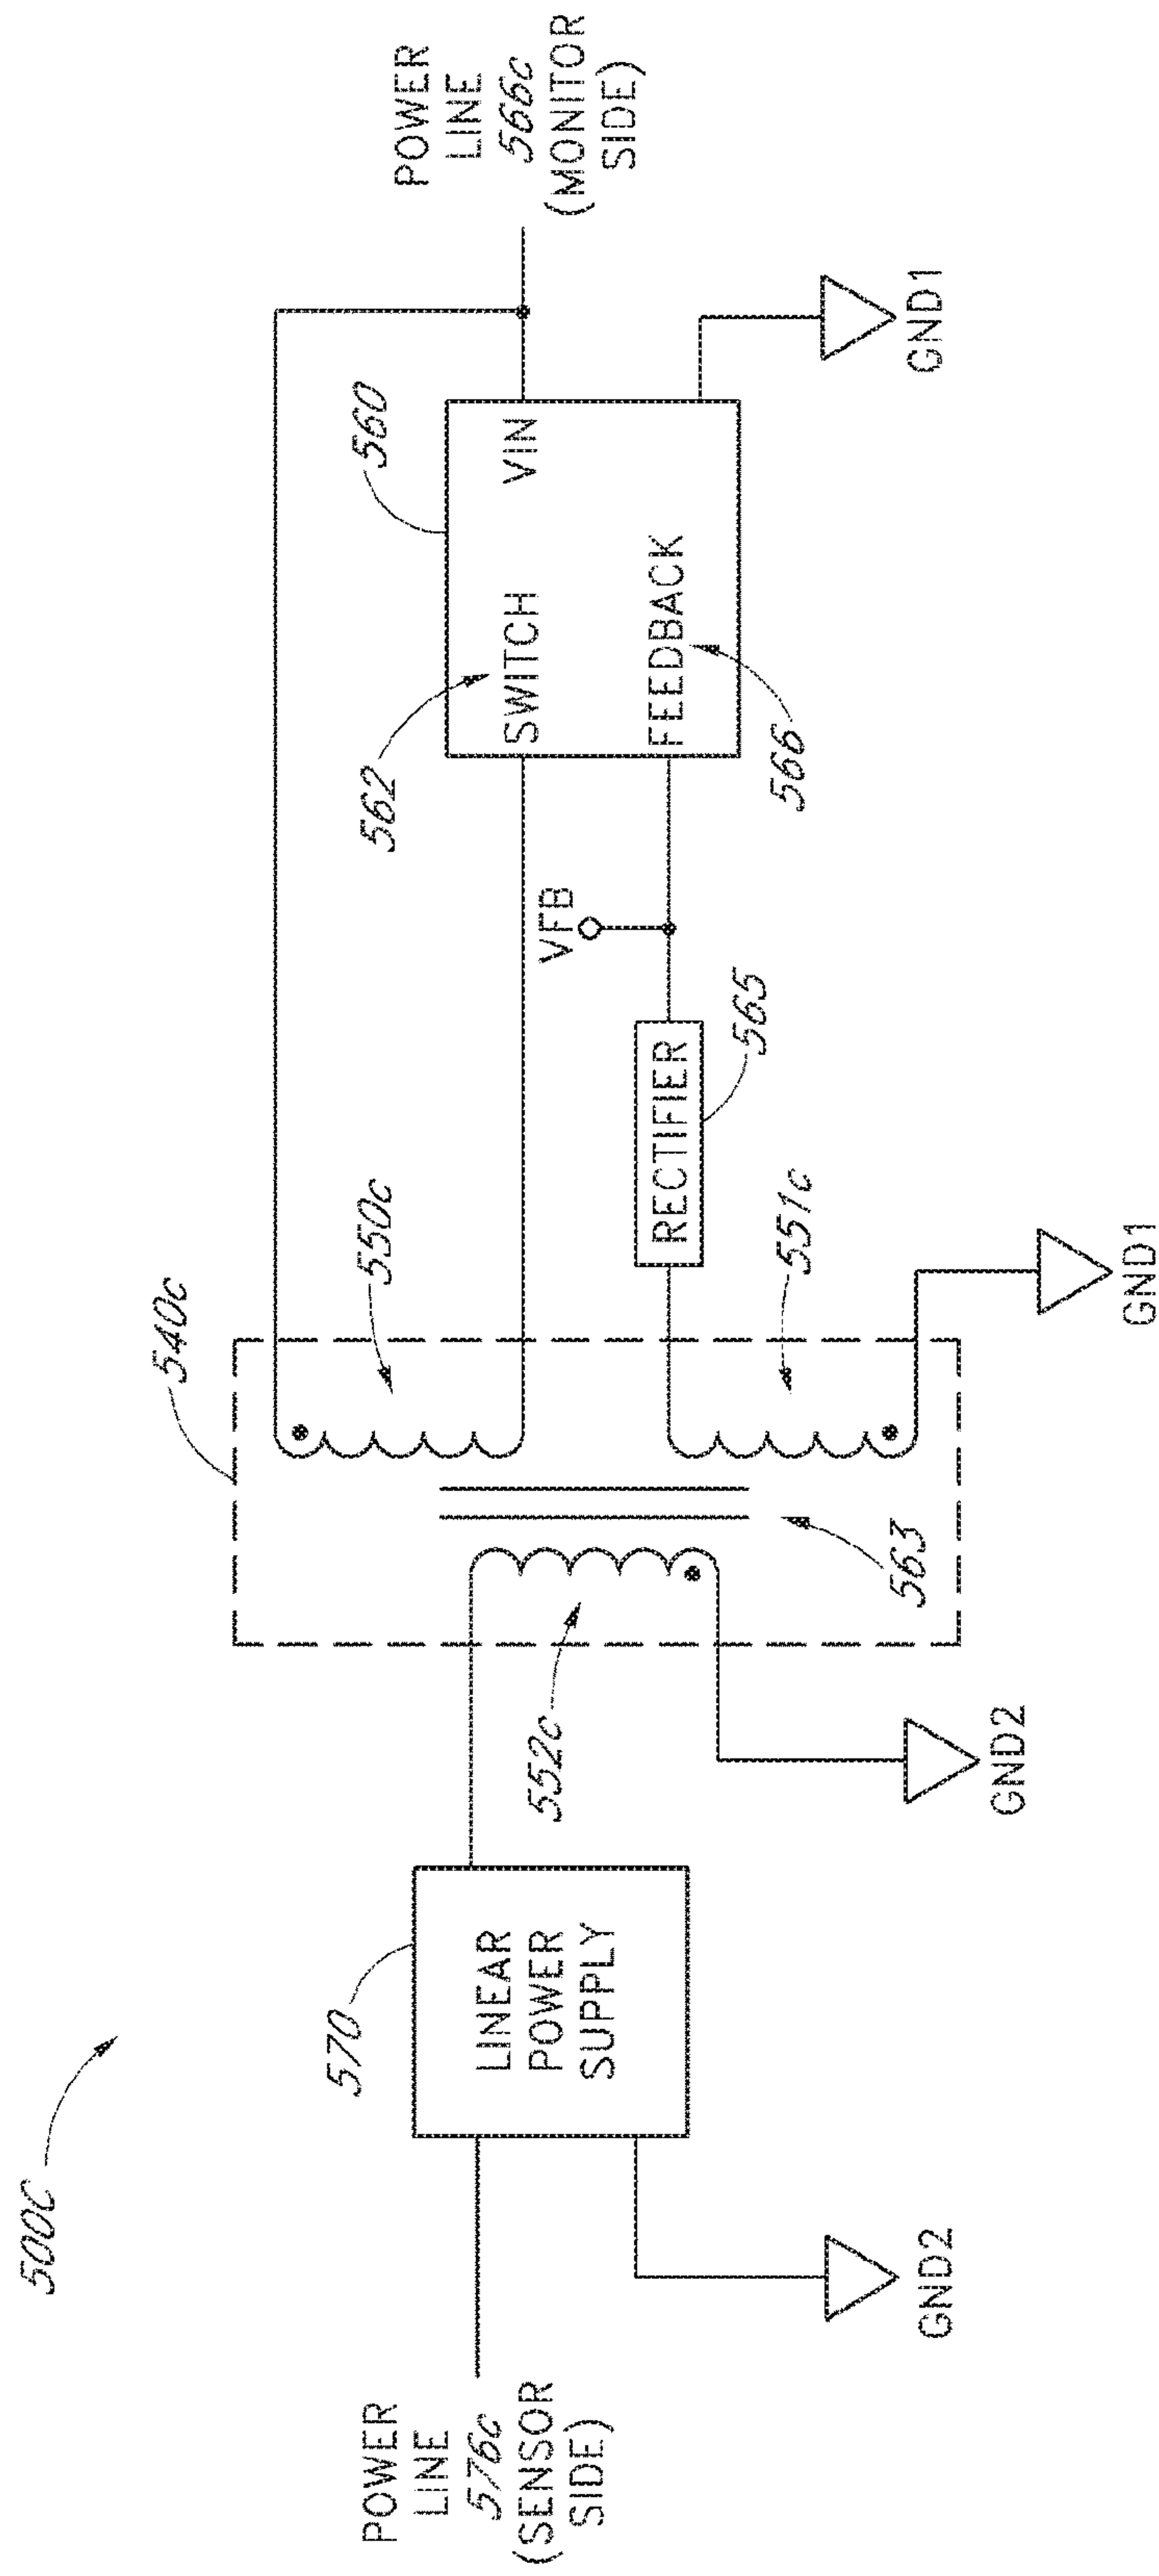 500C
POWER
LINE
576c
(SENSOR
SIDE)
570
LINEAR
POWER
SUPPLY
GND2
552c
GND2
540c
550c
563
551c
GND1
RECTIFIER
565
VFB
562
SWITCH
560
VIN
FEEDBACK
566
GND1
POWER
LINE
566c
(MONITOR
SIDE)